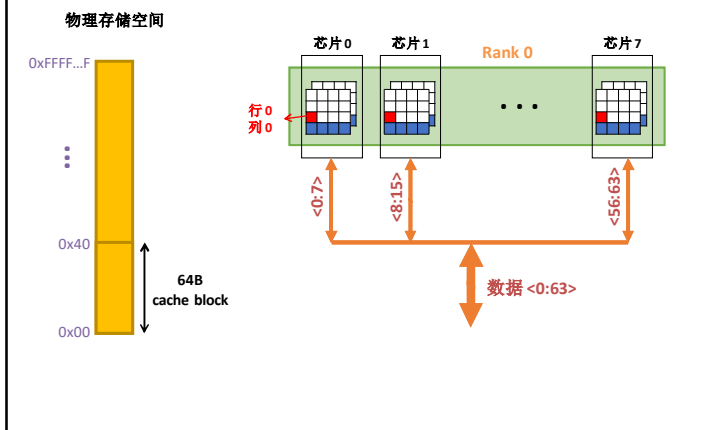 物理存储空间
0xFFFF...F
⋮
0x40
0x00
64B
cache block
芯片 0
芯片 1
Rank 0
芯片 7
行 0
列 0
...
<0:7>
<8:15>
<56:63>
数据 <0:63>